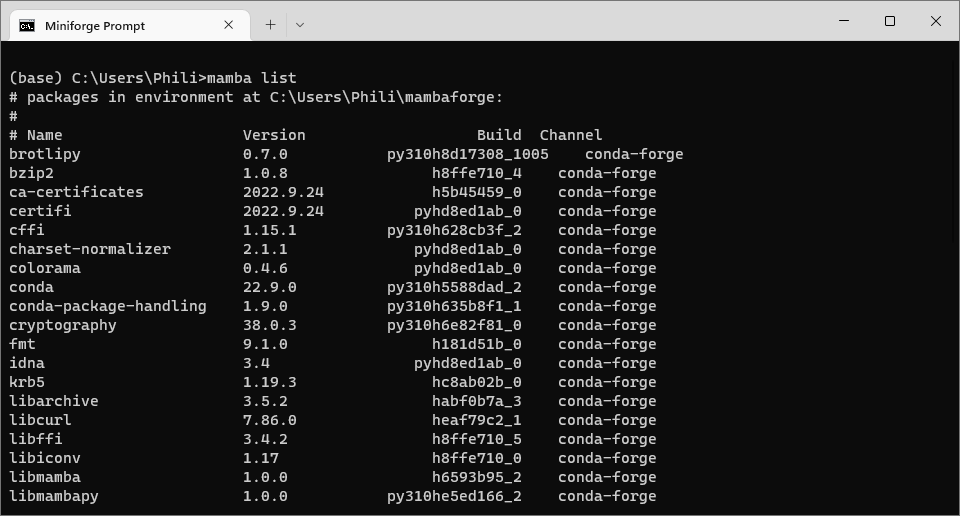 Miniforge Prompt
(base) C:\Users\Phili>mamba list
# packages in environment at C:\Users\Phili\mambaforge:
#
# Name                    Version                   Build  Channel
brotlipy                  0.7.0           py310h8d17308_1005    conda-forge
bzip2                     1.0.8                h8ffe710_4    conda-forge
ca-certificates           2022.9.24            h5b45459_0    conda-forge
certifi                   2022.9.24          pyhd8ed1ab_0    conda-forge
cffi                      1.15.1          py310h628cb3f_2    conda-forge
charset-normalizer        2.1.1              pyhd8ed1ab_0    conda-forge
colorama                  0.4.6              pyhd8ed1ab_0    conda-forge
conda                     22.9.0          py310h5588dad_2    conda-forge
conda-package-handling    1.9.0           py310h635b8f1_1    conda-forge
cryptography              38.0.3          py310h6e82f81_0    conda-forge
fmt                       9.1.0                h181d51b_0    conda-forge
idna                      3.4                pyhd8ed1ab_0    conda-forge
krb5                      1.19.3               hc8ab02b_0    conda-forge
libarchive                3.5.2                habf0b7a_3    conda-forge
libcurl                   7.86.0               heaf79c2_1    conda-forge
libffi                    3.4.2                h8ffe710_5    conda-forge
libiconv                  1.17                 h8ffe710_0    conda-forge
libmamba                  1.0.0                h6593b95_2    conda-forge
libmambapy                1.0.0           py310he5ed166_2    conda-forge